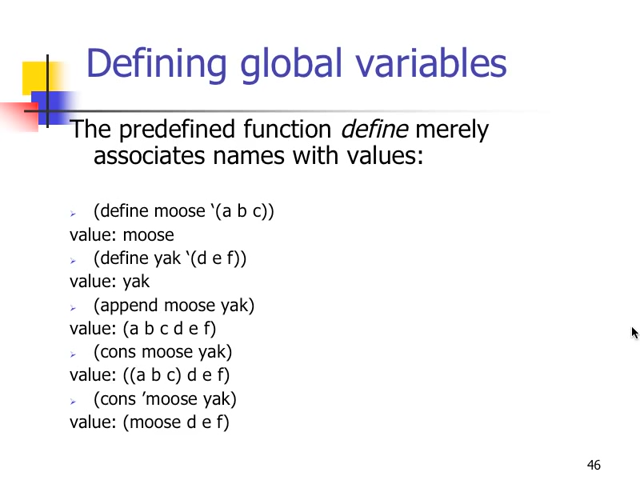 Defining global variables
The predefined function define merely
associates names with values:
➢ (define moose ‘(a b c))
value: moose
➢ (define yak ‘(d e f))
value: yak
➢ (append moose yak)
value: (a b c d e f)
➢ (cons moose yak)
value: ((a b c) d e f)
➢ (cons ’moose yak)
value: (moose d e f)
46